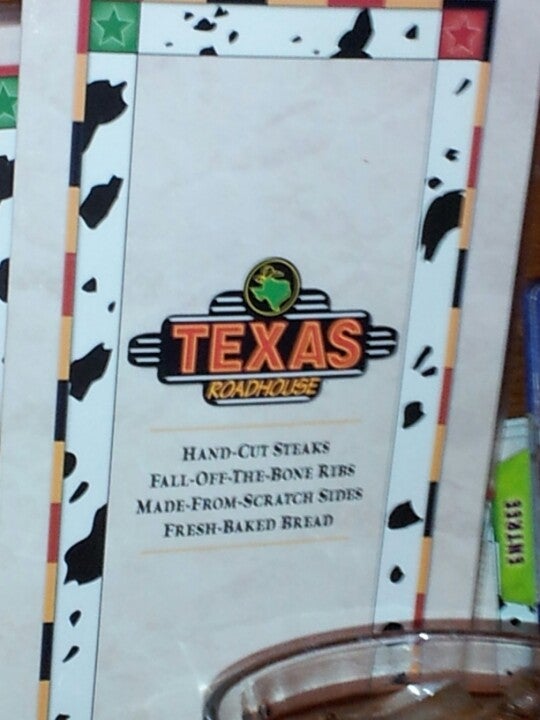 TEXAS
ROADHOUSE
HAND-CUT STEAKS
FALL-OFF-THE-BONE RIBS
MADE-FROM-SCRATCH SIDES
FRESH-BAKED BREAD
ENTREE